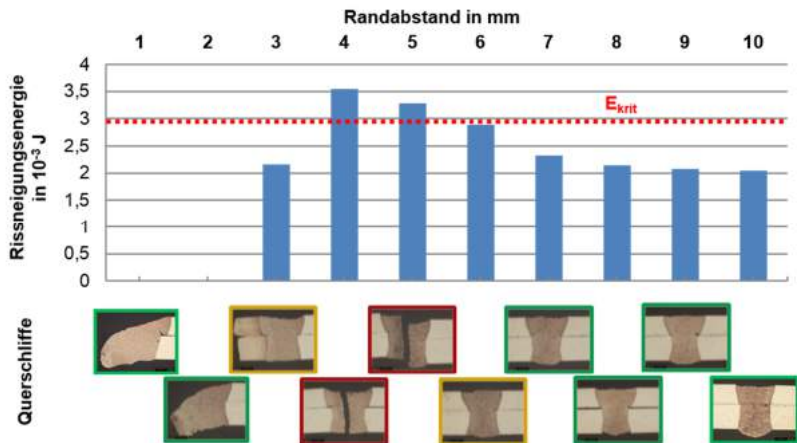 Randabstand in mm
1 2 3 4 5 6 7 8 9 10
Rissneigungsenergie
in 10⁻³ J
4
3,5
3
2,5
2
1,5
1
0,5
0
E_krit
Querschliffe